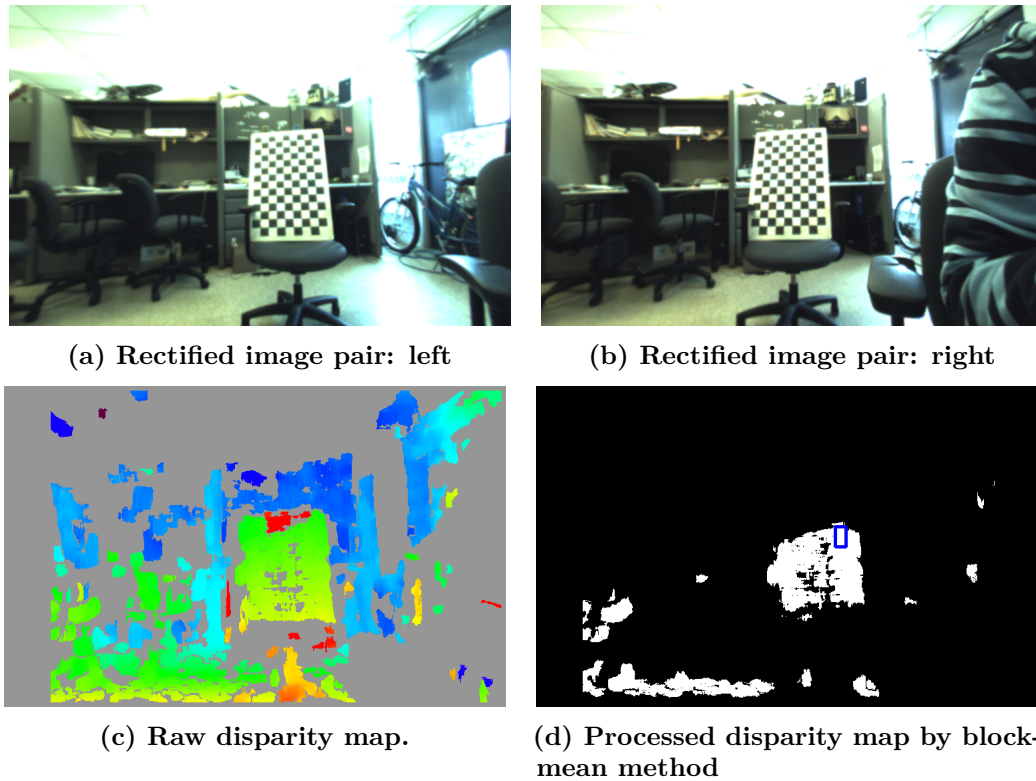 (a) Rectified image pair: left
(b) Rectified image pair: right
(c) Raw disparity map.
(d) Processed disparity map by block-
mean method